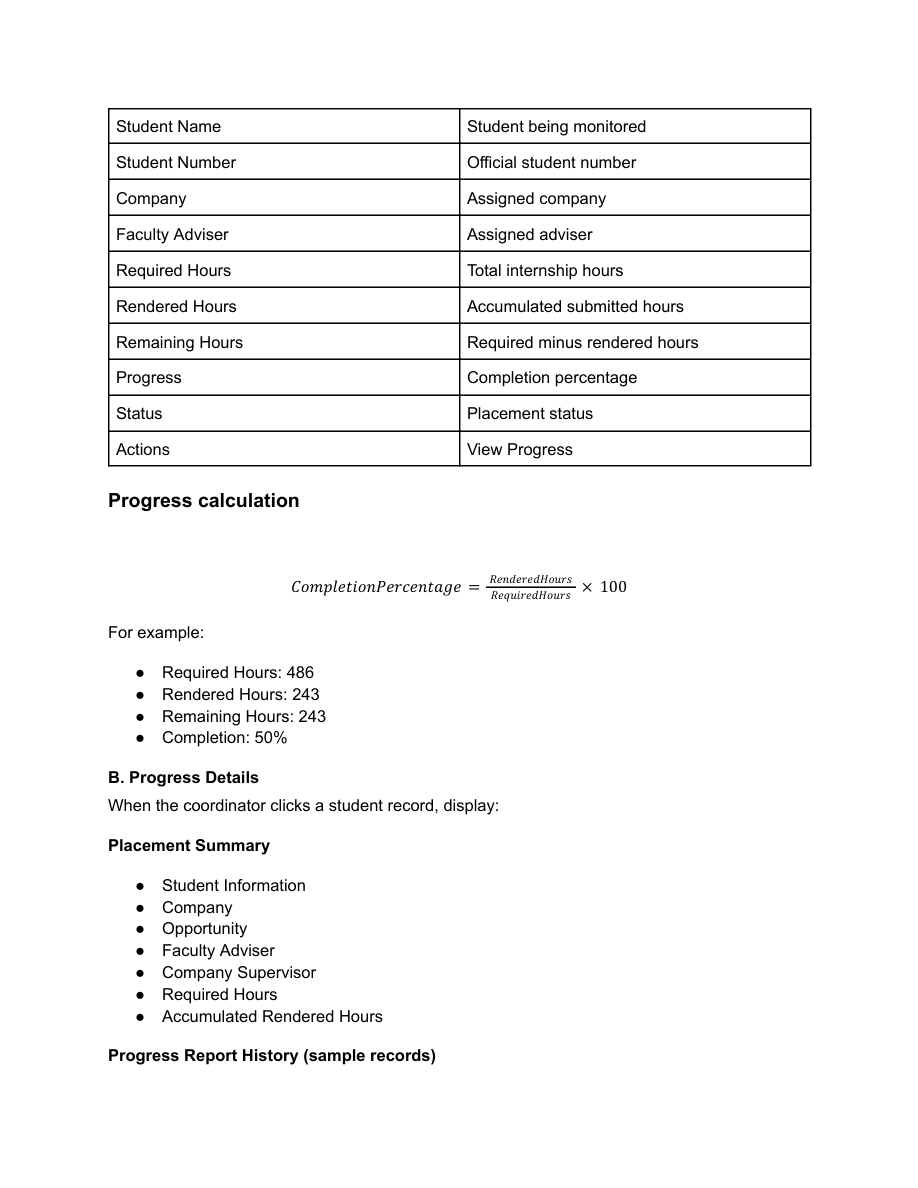 Student Name Student being monitored
Student Number Official student number
Company Assigned company
Faculty Adviser Assigned adviser
Required Hours Total internship hours
Rendered Hours Accumulated submitted hours
Remaining Hours Required minus rendered hours
Progress Completion percentage
Status Placement status
Actions View Progress
Progress calculation
CompletionPercentage = RenderedHours / RequiredHours × 100
For example:
● Required Hours: 486
● Rendered Hours: 243
● Remaining Hours: 243
● Completion: 50%
B. Progress Details
When the coordinator clicks a student record, display:
Placement Summary
● Student Information
● Company
● Opportunity
● Faculty Adviser
● Company Supervisor
● Required Hours
● Accumulated Rendered Hours
Progress Report History (sample records)